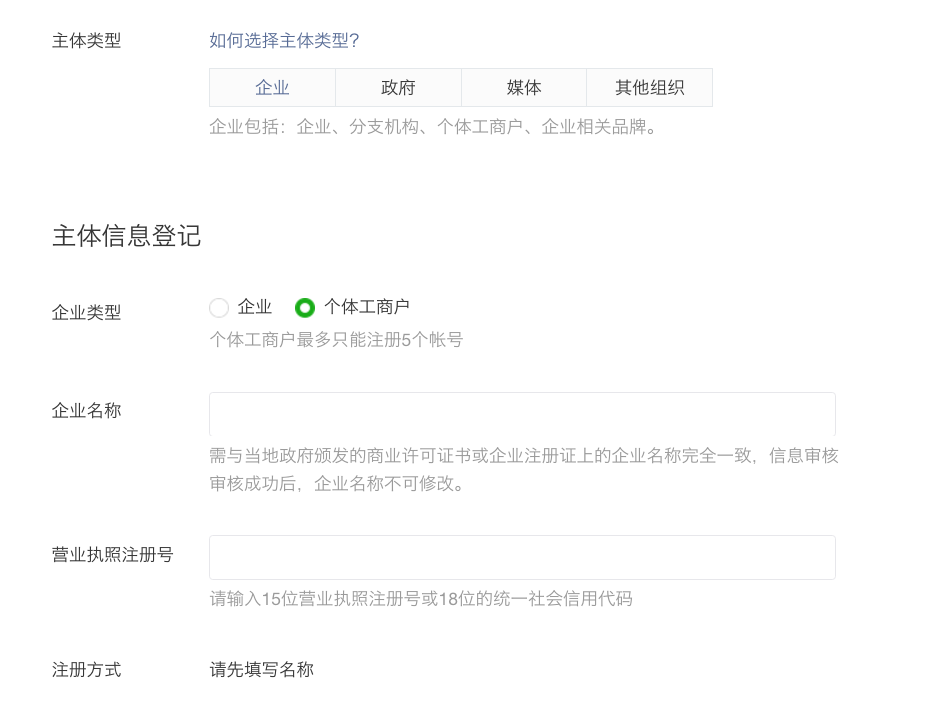 主体类型
如何选择主体类型?
企业 政府 媒体 其他组织
企业包括：企业、分支机构、个体工商户、企业相关品牌。
主体信息登记
企业类型
企业 个体工商户
个体工商户最多只能注册5个帐号
企业名称
需与当地政府颁发的商业许可证书或企业注册证上的企业名称完全一致，信息审核
审核成功后，企业名称不可修改。
营业执照注册号
请输入15位营业执照注册号或18位的统一社会信用代码
注册方式
请先填写名称